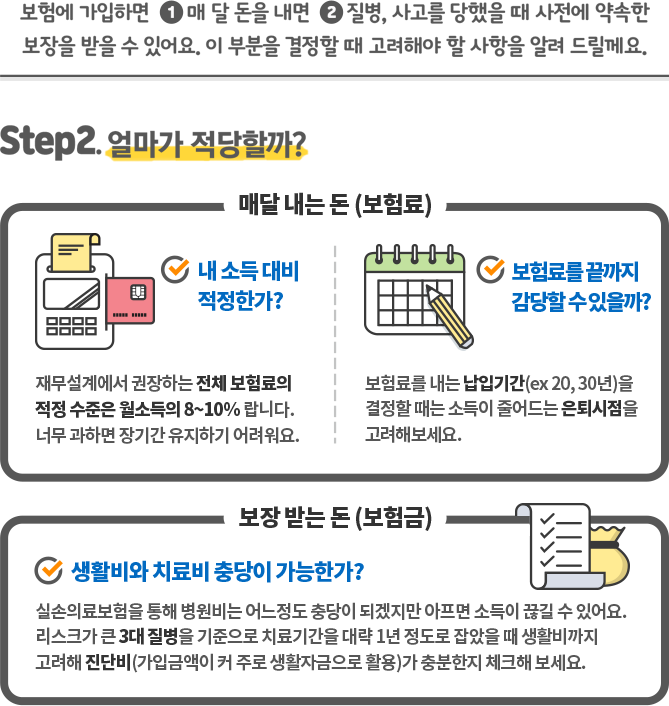 보험에 가입하면 ❶ 매 달 돈을 내면 ❷ 질병, 사고를 당했을 때 사전에 약속한
보장을 받을 수 있어요. 이 부분을 결정할 때 고려해야 할 사항을 알려 드릴께요.
Step2. 얼마가 적당할까?
매달 내는 돈 (보험료)
내 소득 대비
적정한가?
재무설계에서 권장하는 전체 보험료의
적정 수준은 월소득의 8~10% 랍니다.
너무 과하면 장기간 유지하기 어려워요.
보험료를 끝까지
감당할 수 있을까?
보험료를 내는 납입기간(ex 20, 30년)을
결정할 때는 소득이 줄어드는 은퇴시점을
고려해보세요.
보장 받는 돈 (보험금)
생활비와 치료비 충당이 가능한가?
실손의료보험을 통해 병원비는 어느정도 충당이 되겠지만 아프면 소득이 끊길 수 있어요.
리스크가 큰 3대 질병을 기준으로 치료기간을 대략 1년 정도로 잡았을 때 생활비까지
고려해 진단비(가입금액이 커 주로 생활자금으로 활용)가 충분한지 체크해 보세요.